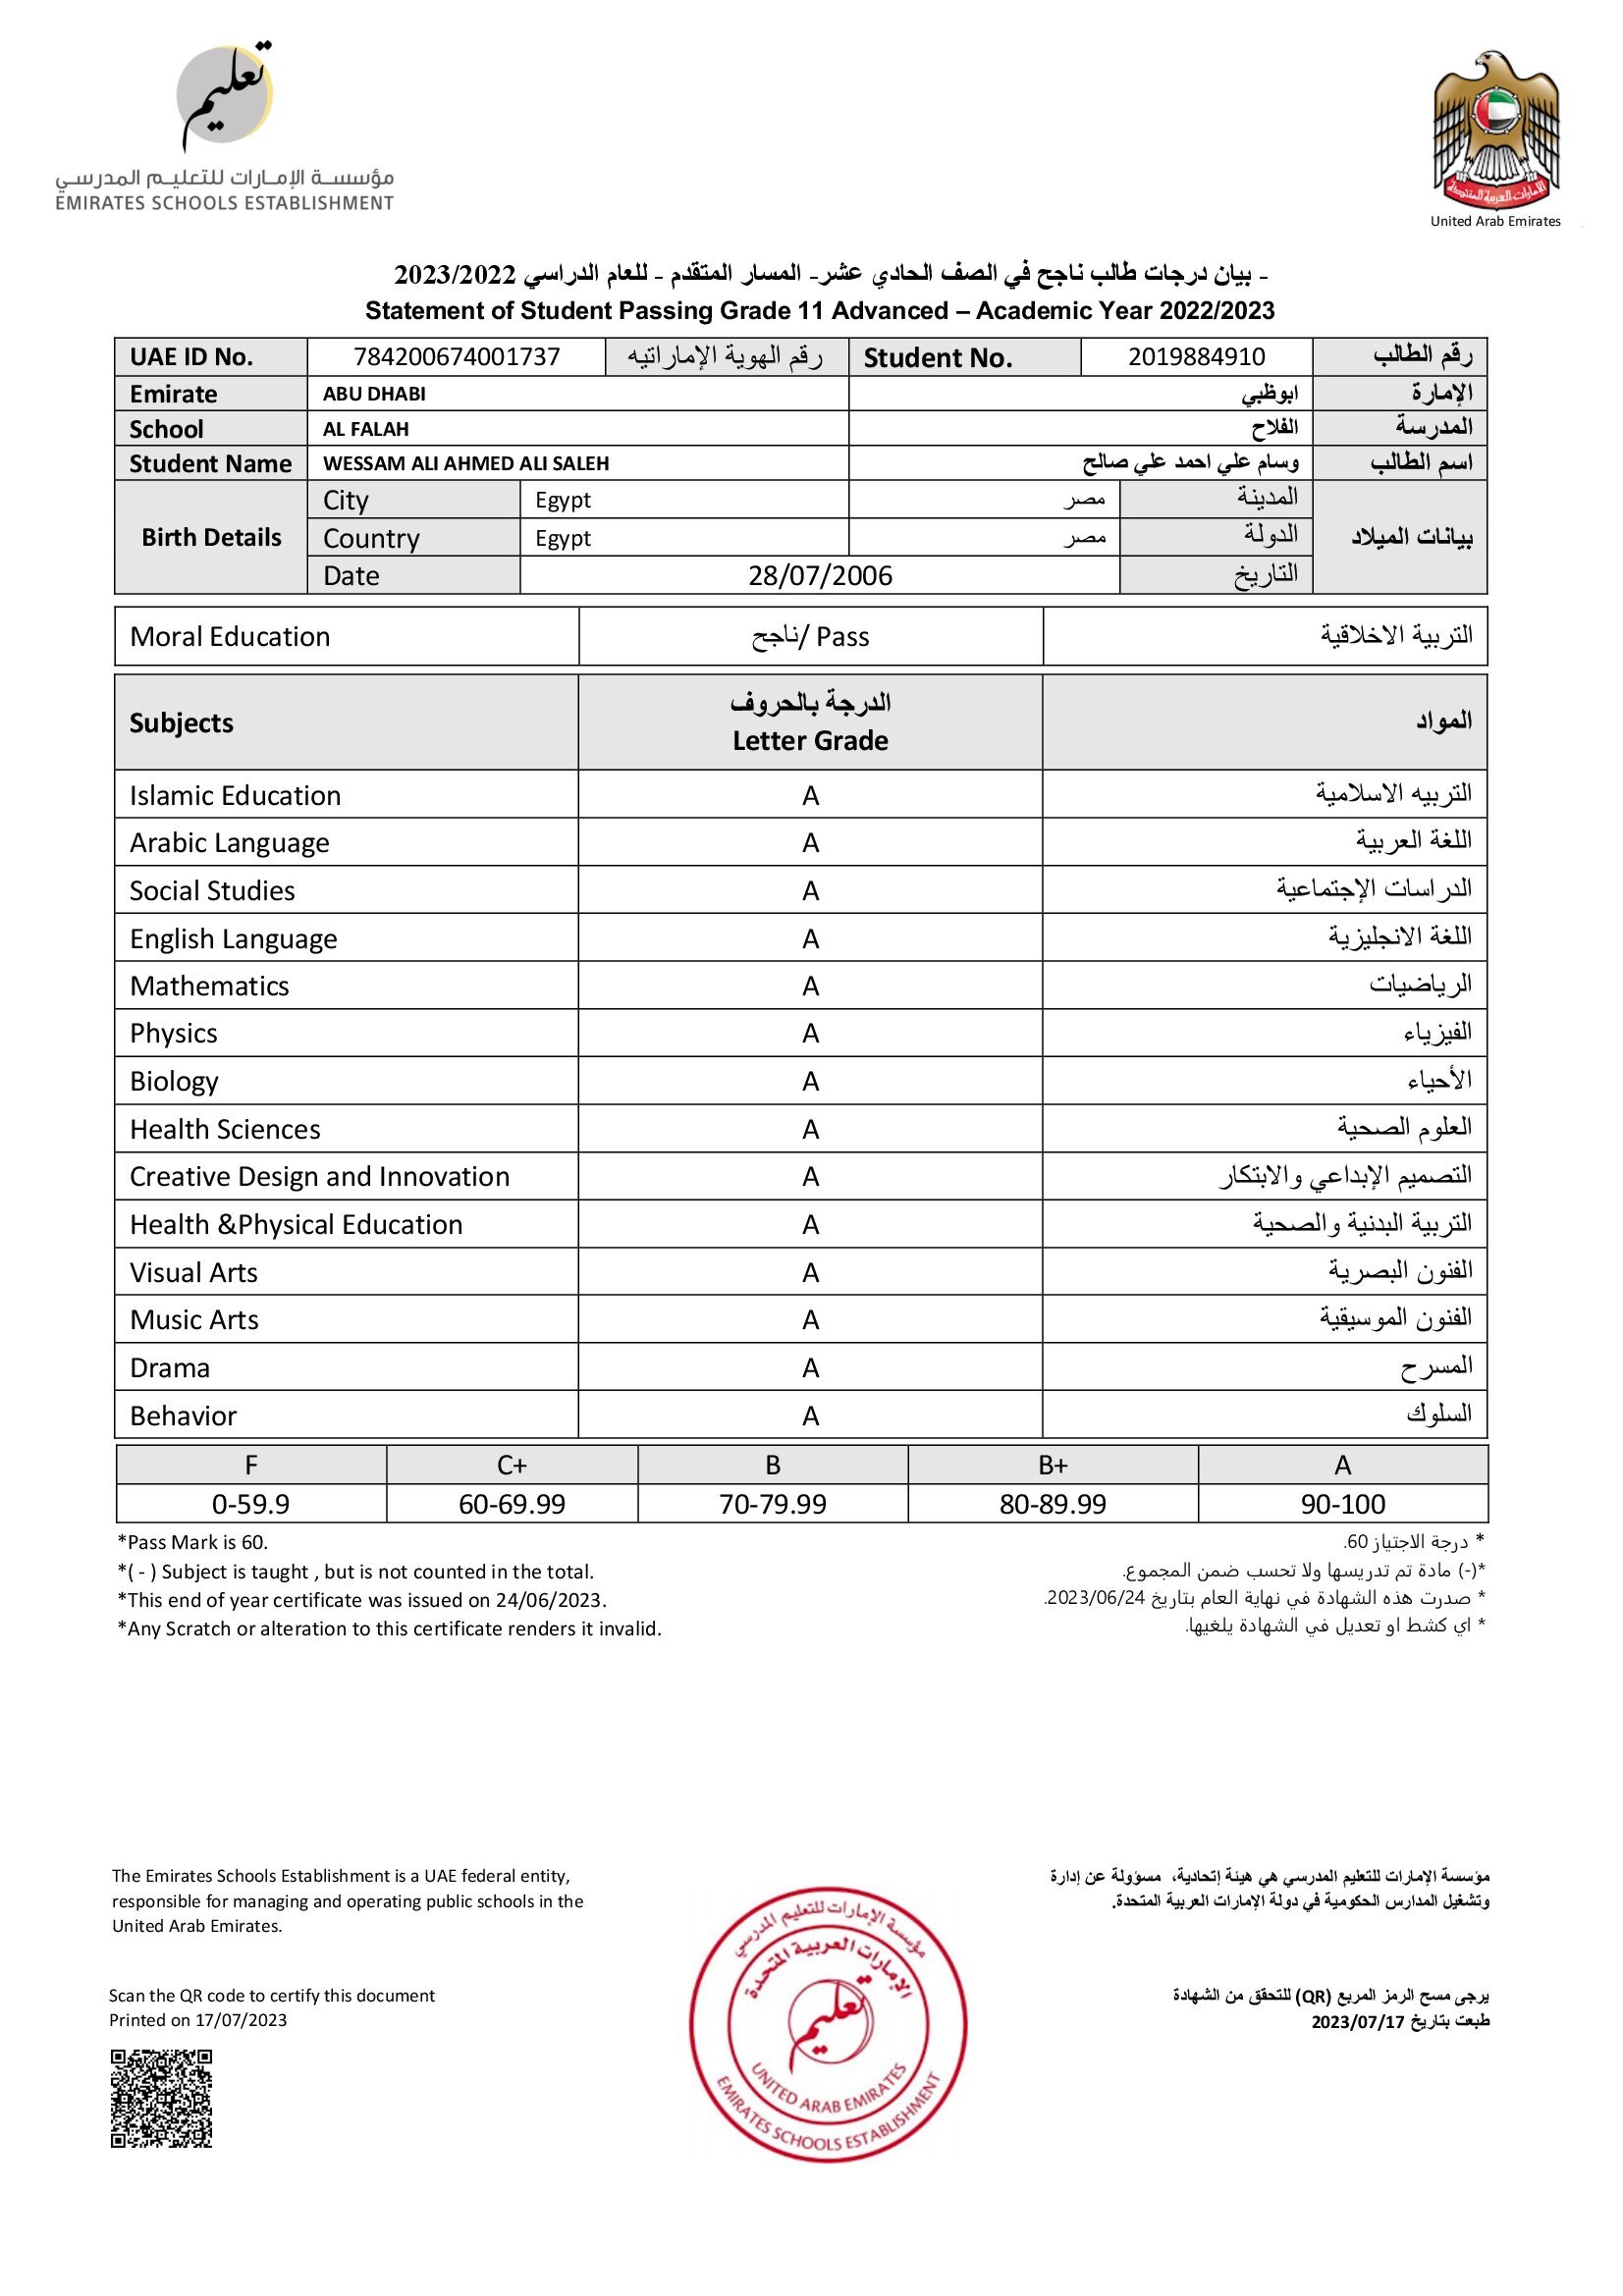 تعليم
مؤسسة الإمارات للتعليم المدرسي
EMIRATES SCHOOLS ESTABLISHMENT
الإمارات العربية المتحدة
United Arab Emirates
- بيان درجات طالب ناجح في الصف الحادي عشر- المسار المتقدم - للعام الدراسي 2023/2022
Statement of Student Passing Grade 11 Advanced – Academic Year 2022/2023
UAE ID No. 784200674001737 رقم الهوية الإماراتيه Student No. 2019884910 رقم الطالب
Emirate ABU DHABI ابوظبي الإمارة
School AL FALAH الفلاح المدرسة
Student Name WESSAM ALI AHMED ALI SALEH وسام علي احمد علي صالح اسم الطالب
City Egypt مصر المدينة
Birth Details Country Egypt مصر الدولة بيانات الميلاد
Date 28/07/2006 التاريخ
Moral Education ناجح/ Pass التربية الاخلاقية
Subjects الدرجة بالحروف المواد
Letter Grade
Islamic Education A التربيه الاسلامية
Arabic Language A اللغة العربية
Social Studies A الدراسات الإجتماعية
English Language A اللغة الانجليزية
Mathematics A الرياضيات
Physics A الفيزياء
Biology A الأحياء
Health Sciences A العلوم الصحية
Creative Design and Innovation A التصميم الإبداعي والابتكار
Health &Physical Education A التربية البدنية والصحية
Visual Arts A الفنون البصرية
Music Arts A الفنون الموسيقية
Drama A المسرح
Behavior A السلوك
F C+ B B+ A
0-59.9 60-69.99 70-79.99 80-89.99 90-100
*Pass Mark is 60. * درجة الاجتياز 60.
*( - ) Subject is taught , but is not counted in the total. *(-) مادة تم تدريسها ولا تحسب ضمن المجموع.
*This end of year certificate was issued on 24/06/2023. * صدرت هذه الشهادة في نهاية العام بتاريخ 2023/06/24.
*Any Scratch or alteration to this certificate renders it invalid. * اي كشط او تعديل في الشهادة يلغيها.
The Emirates Schools Establishment is a UAE federal entity,
responsible for managing and operating public schools in the
United Arab Emirates.
مؤسسة الإمارات للتعليم المدرسي هي هيئة إتحادية، مسؤولة عن إدارة
وتشغيل المدارس الحكومية في دولة الإمارات العربية المتحدة.
مؤسسة الإمارات للتعليم المدرسي
الإمارات العربية المتحدة
تعليم
UNITED ARAB EMIRATES
EMIRATES SCHOOLS ESTABLISHMENT
Scan the QR code to certify this document
Printed on 17/07/2023
يرجى مسح الرمز المربع (QR) للتحقق من الشهادة
طبعت بتاريخ 2023/07/17